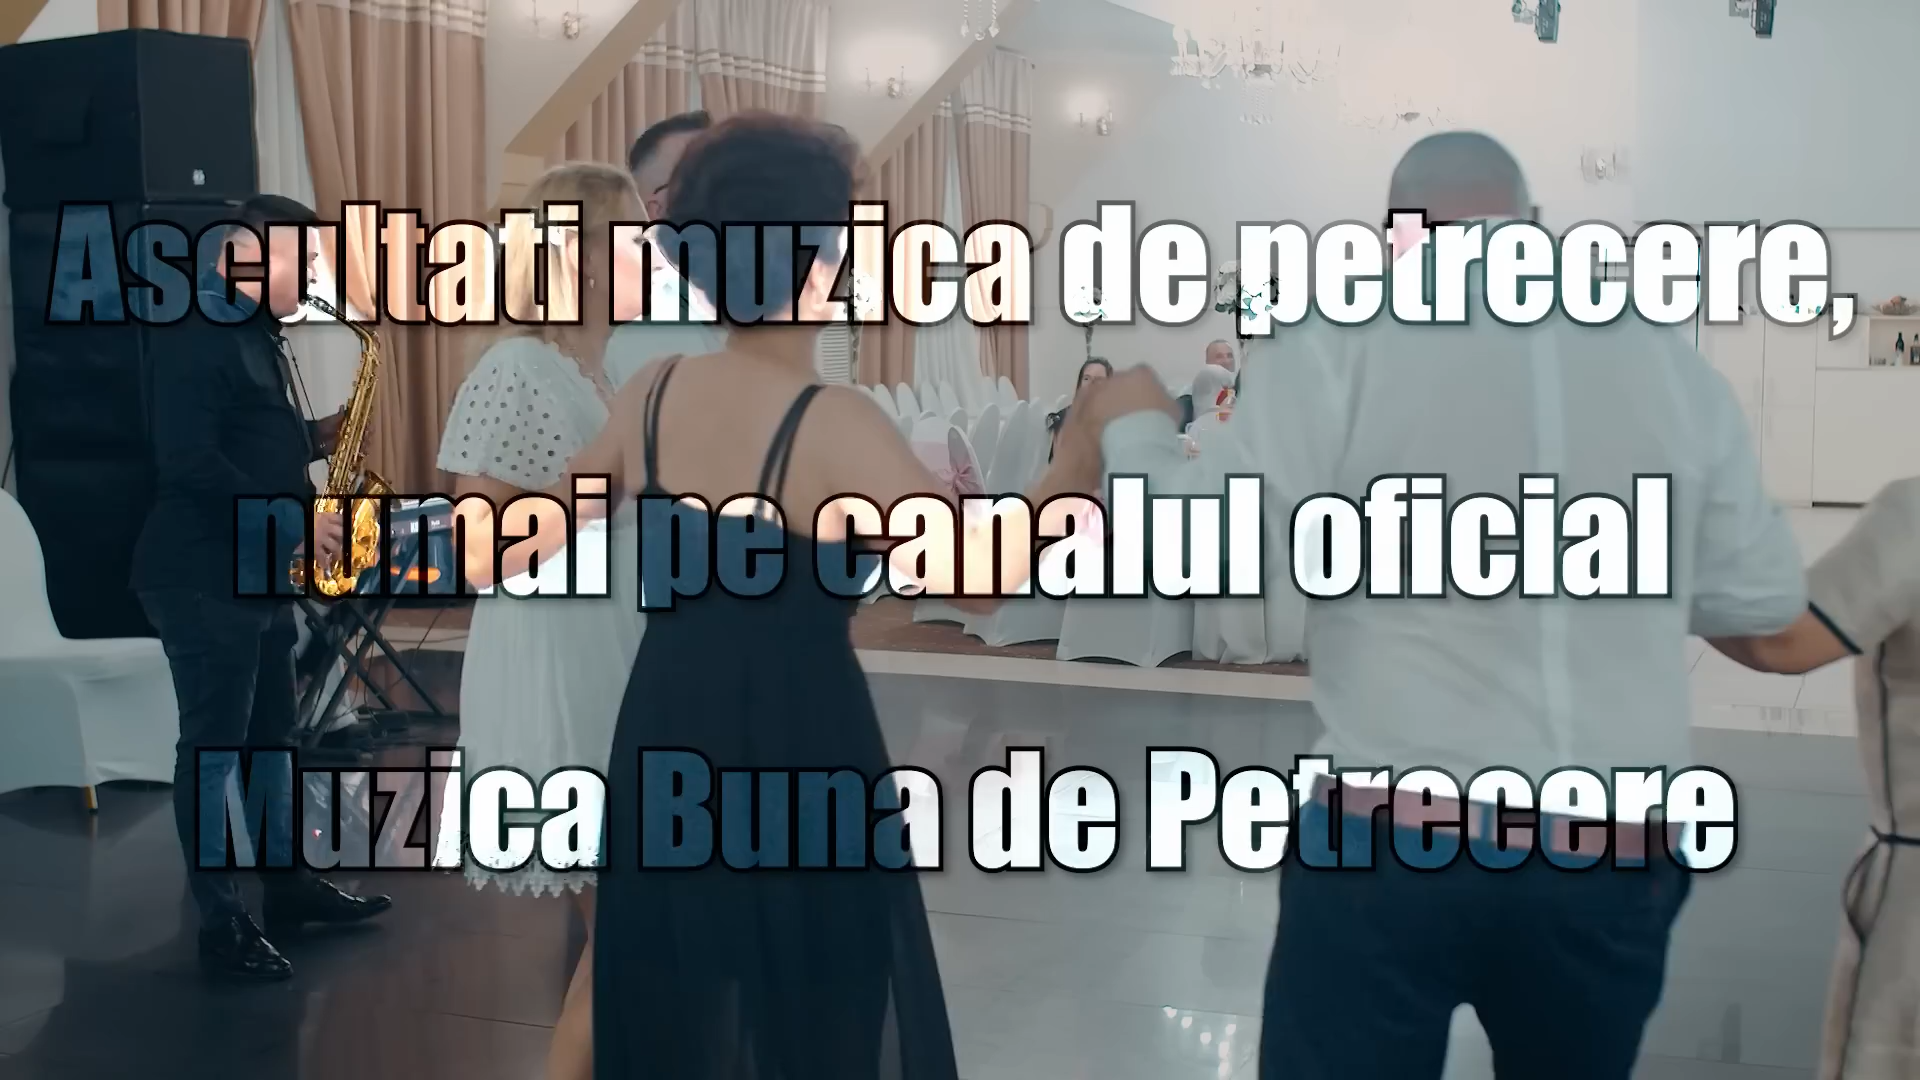 Ascultati muzica de petrecere,
numai pe canalul oficial
Muzica Buna de Petrecere